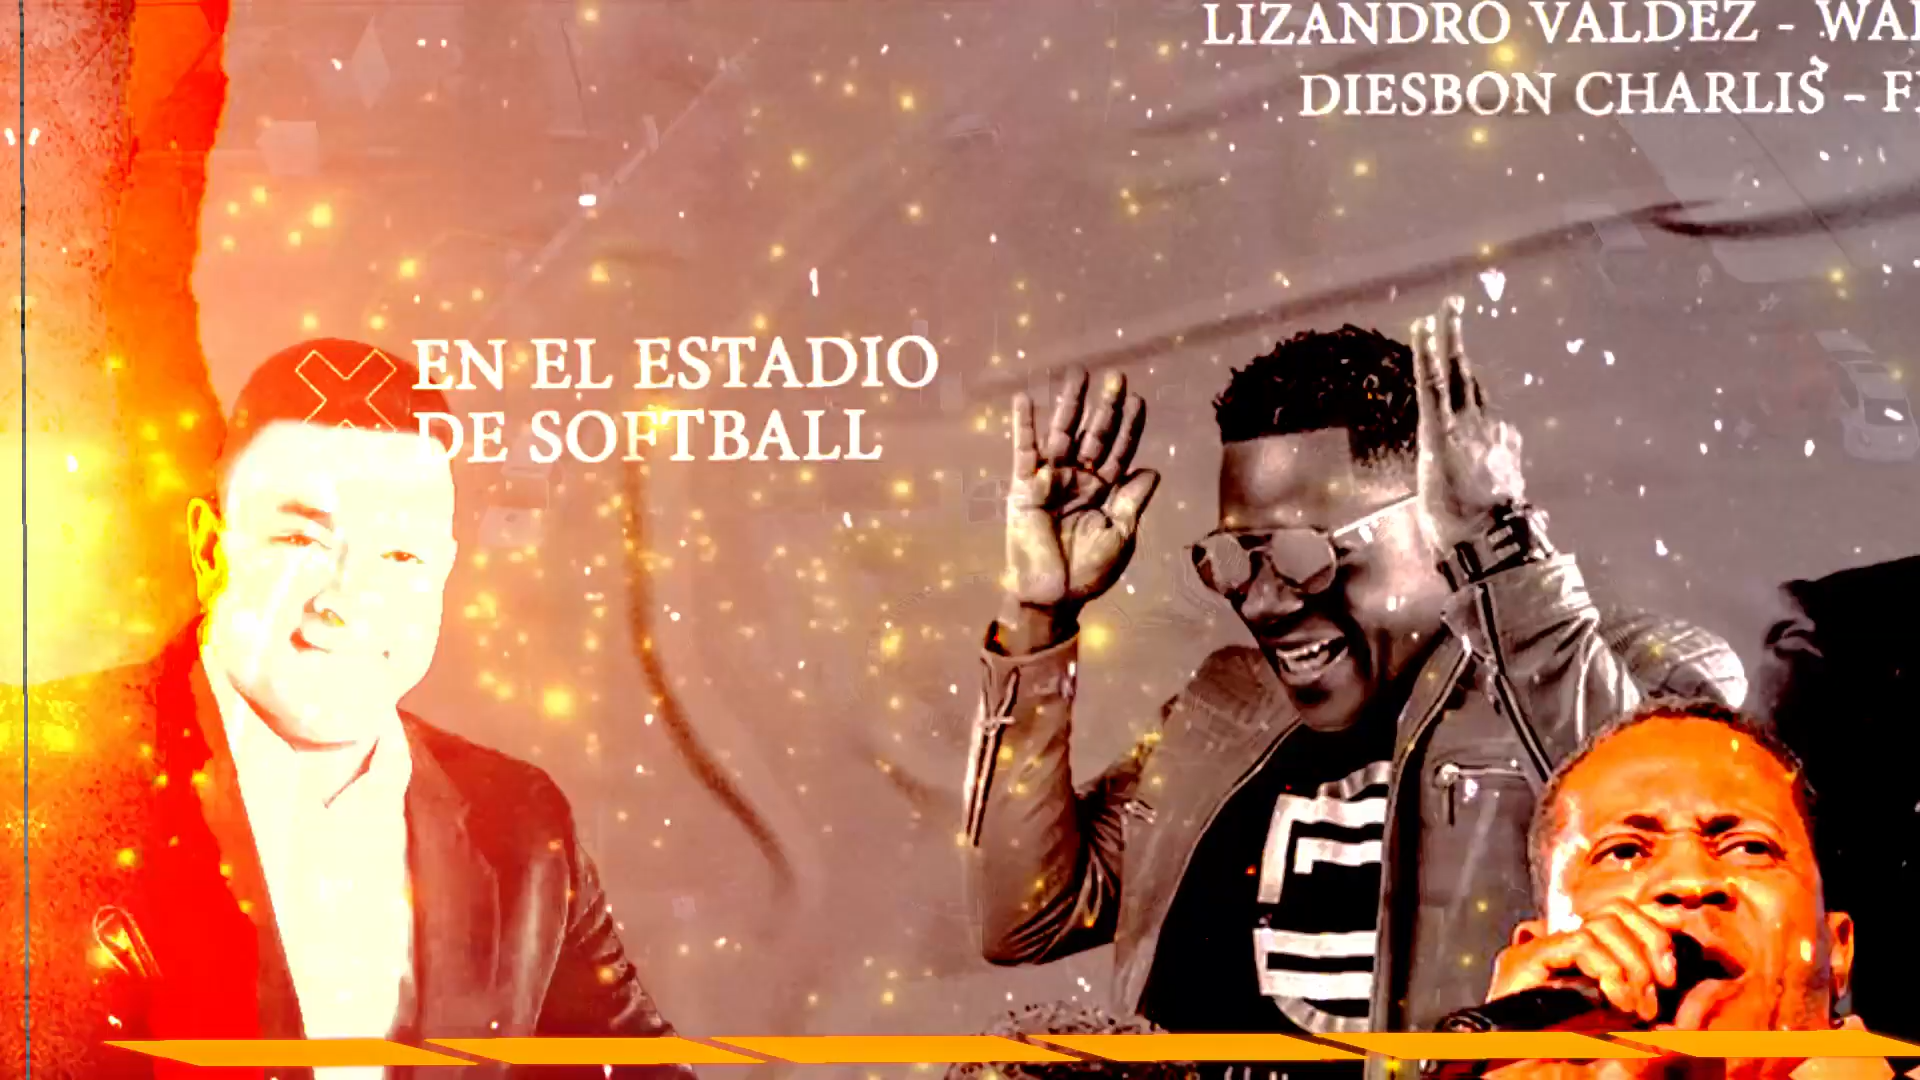 LIZANDRO VALDEZ -
DIESBON CHARLIS -
EN EL ESTADIO
DE SOFTBALL